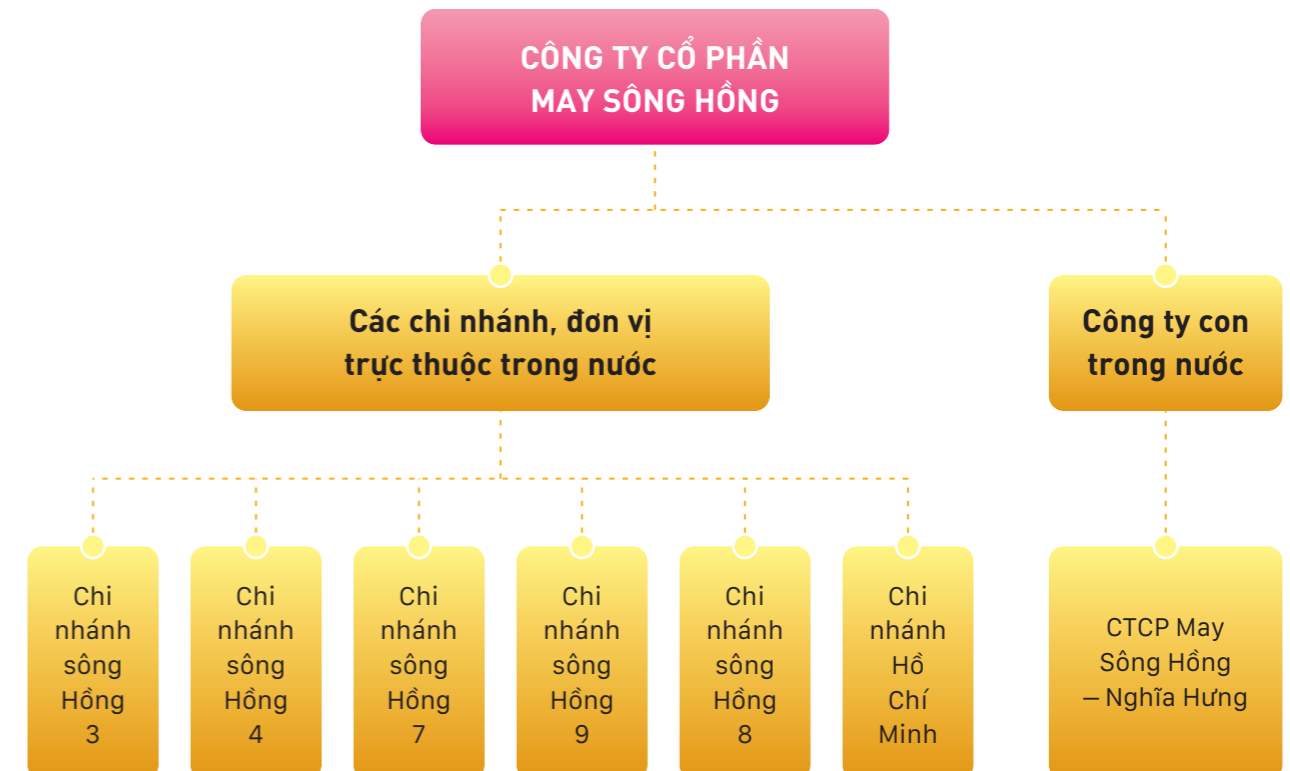 CÔNG TY CỔ PHẦN
MAY SÔNG HỒNG
Các chi nhánh, đơn vị
trực thuộc trong nước
Công ty con
trong nước
Chi
nhánh
sông
Hồng
3
Chi
nhánh
sông
Hồng
4
Chi
nhánh
sông
Hồng
7
Chi
nhánh
sông
Hồng
9
Chi
nhánh
sông
Hồng
8
Chi
nhánh
Hồ
Chí
Minh
CTCP May
Sông Hồng
– Nghĩa Hưng